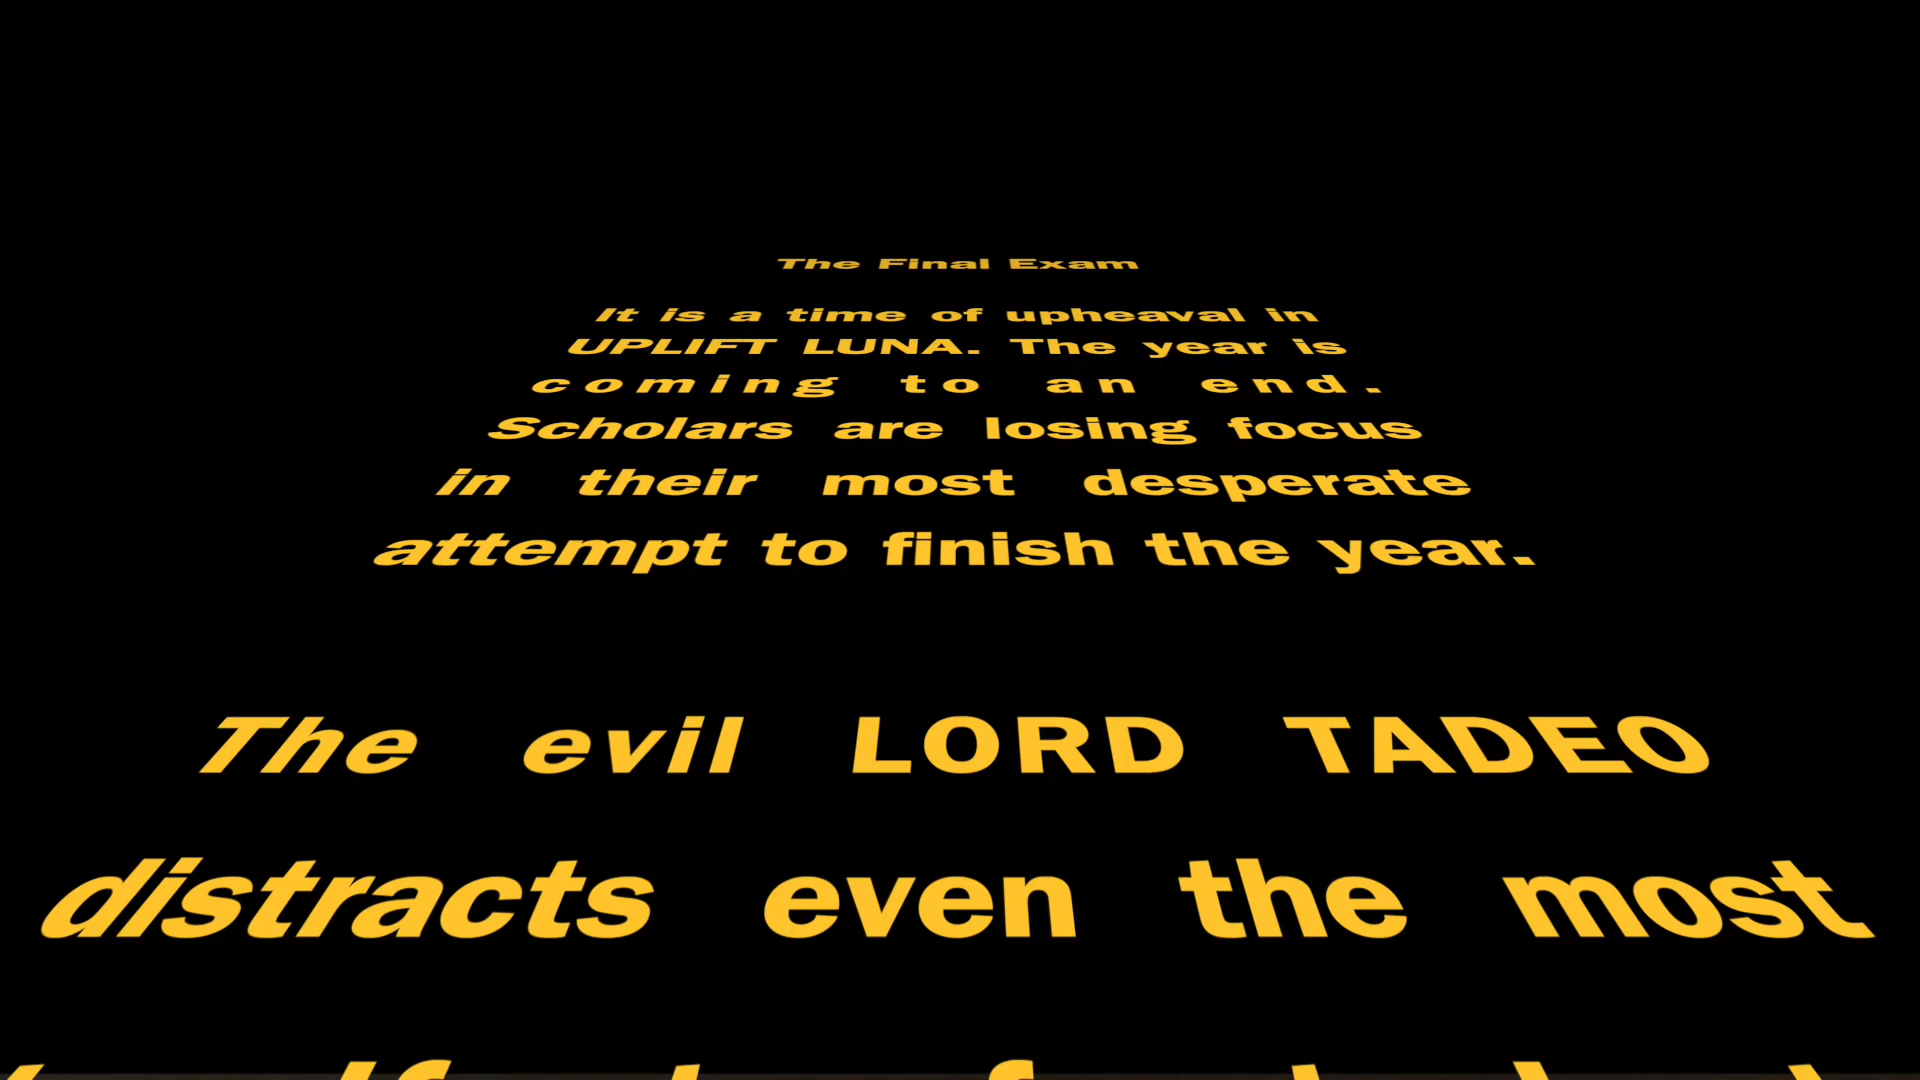 The Final Exam
It is a time of upheaval in
UPLIFT LUNA. The year is
coming to an end.
Scholars are losing focus
in their most desperate
attempt to finish the year.
The evil LORD TADEO
distracts even the most